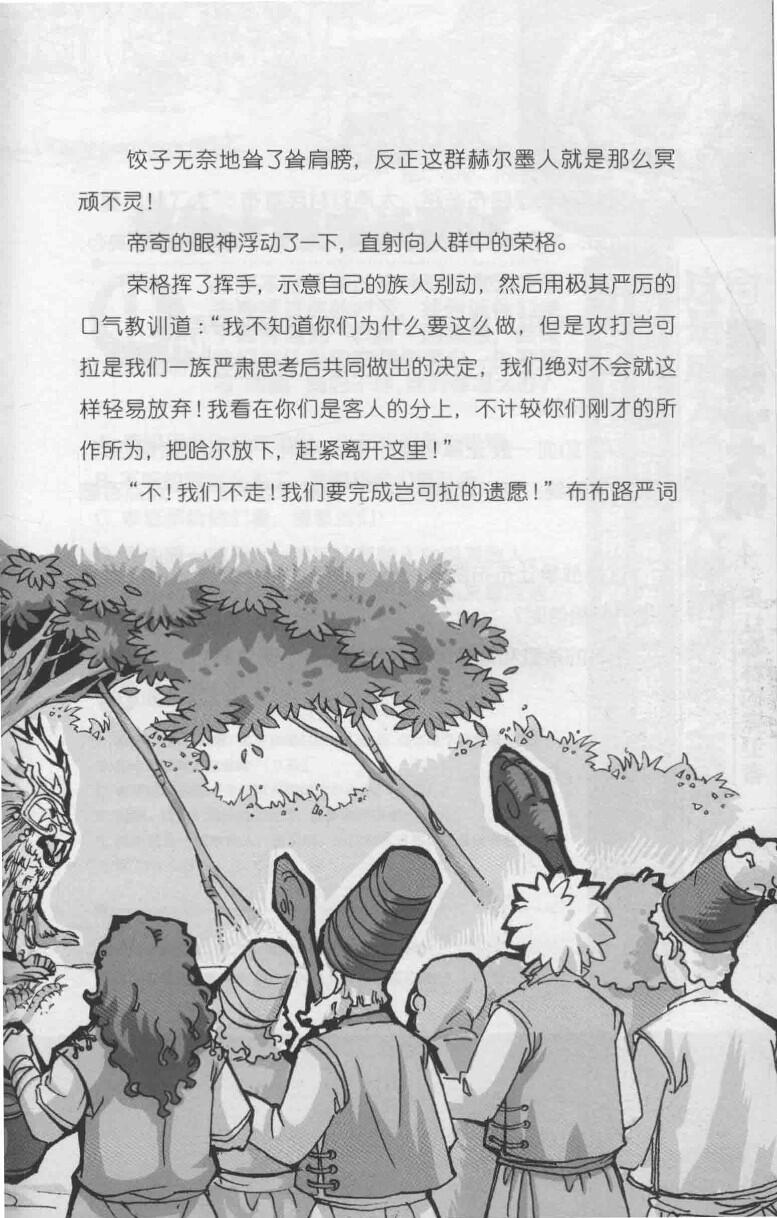 饺子无奈地耸了耸肩膀，反正这群赫尔墨人就是那么冥
顽不灵！
帝奇的眼神浮动了一下，直射向人群中的荣格。
荣格挥了挥手，示意自己的族人别动，然后用极其严厉的
口气教训道：“我不知道你们为什么要这么做，但是攻打岂可
拉是我们一族严肃思考后共同做出的决定，我们绝对不会就这
样轻易放弃！我看在你们是客人的分上，不计较你们刚才的所
作所为，把哈尔放下，赶紧离开这里！”
“不！我们不走！我们要完成岂可拉的遗愿！”布布路严词